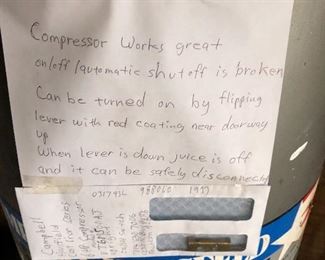 Compressor works great
on/off/automatic shutoff is broken
Can be turned on by flipping
lever with red coating near doorway
up
When lever is down juice is off
and it can be safely disconnected
Campbell